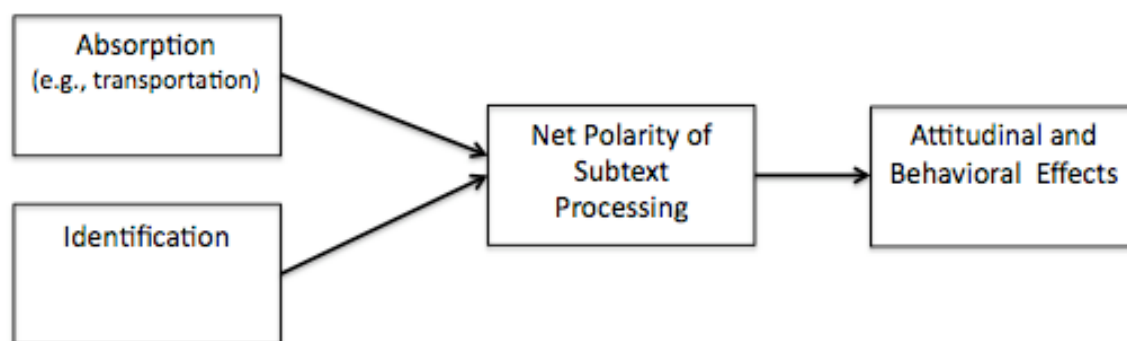 Absorption
(e.g., transportation)
Identification
Net Polarity of
Subtext
Processing
Attitudinal and
Behavioral Effects